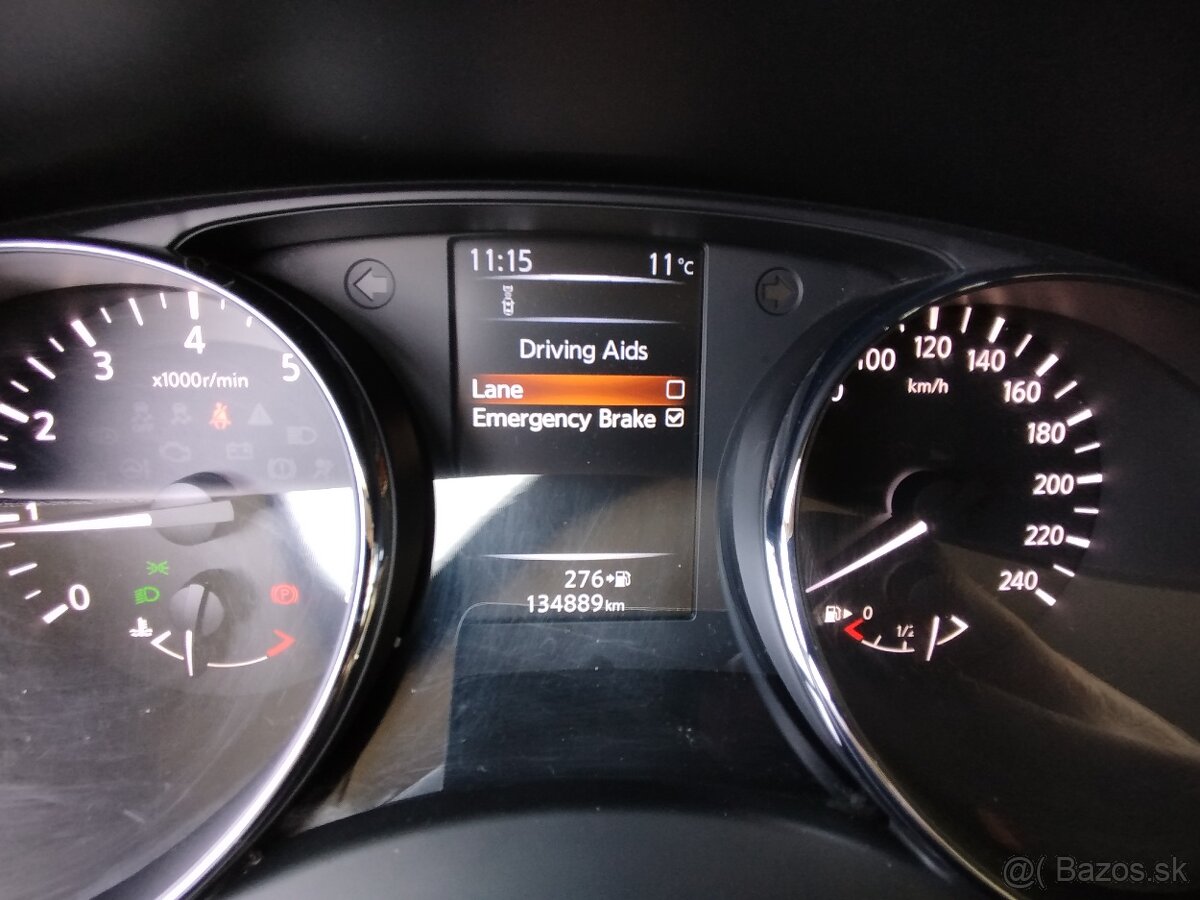 11:15 11°C
Driving Aids
Lane
Emergency Brake
276
134889km
0
1
2
3
4
5
x1000r/min
100
120
140
160
180
200
220
240
km/h
0
1/2
(P)
@( Bazos.sk